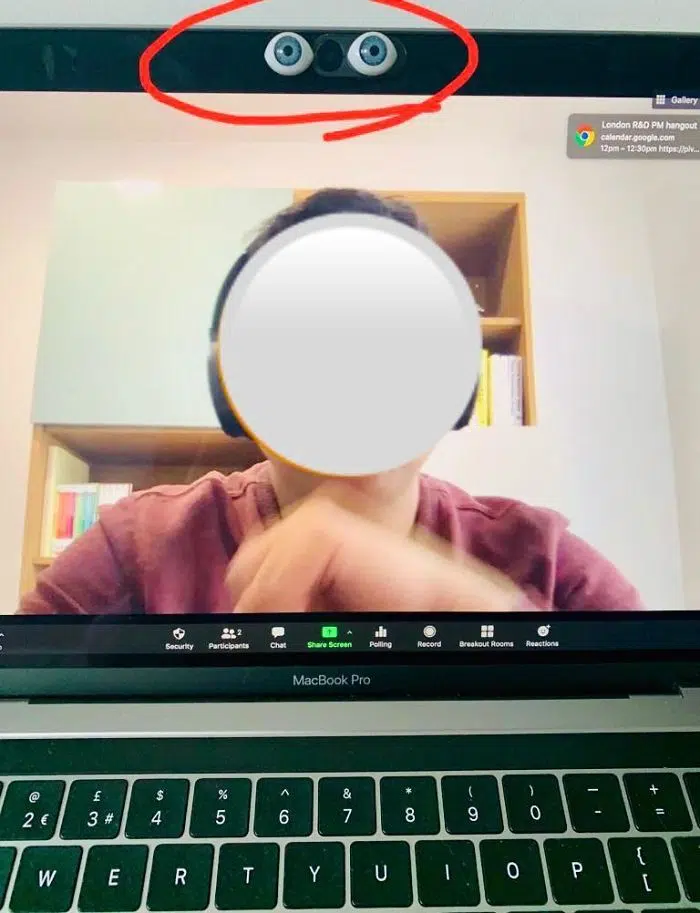 Gallery
London R&D PM hangout
calendar.google.com
12pm – 12:30pm https://plv...
Security
Participants
2
Chat
Share Screen
Polling
Record
Breakout Rooms
Reactions
MacBook Pro
@ £ $ % ^ & * ( ) — +
2 € 3 # 4 5 6 7 8 9 0 - =
W E R T Y U I O P { [